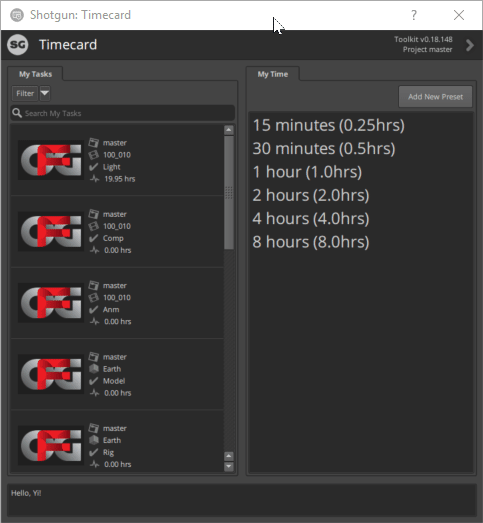 Shotgun: Timecard
?
SG Timecard
Toolkit v0.18.148
Project master
My Tasks
Filter
Search My Tasks
master
100_010
Light
19.95 hrs
master
100_010
Comp
0.00 hrs
master
100_010
Anm
0.00 hrs
master
Earth
Model
0.00 hrs
master
Earth
Rig
0.00 hrs
My Time
Add New Preset
15 minutes (0.25hrs)
30 minutes (0.5hrs)
1 hour (1.0hrs)
2 hours (2.0hrs)
4 hours (4.0hrs)
8 hours (8.0hrs)
Hello, Yi!